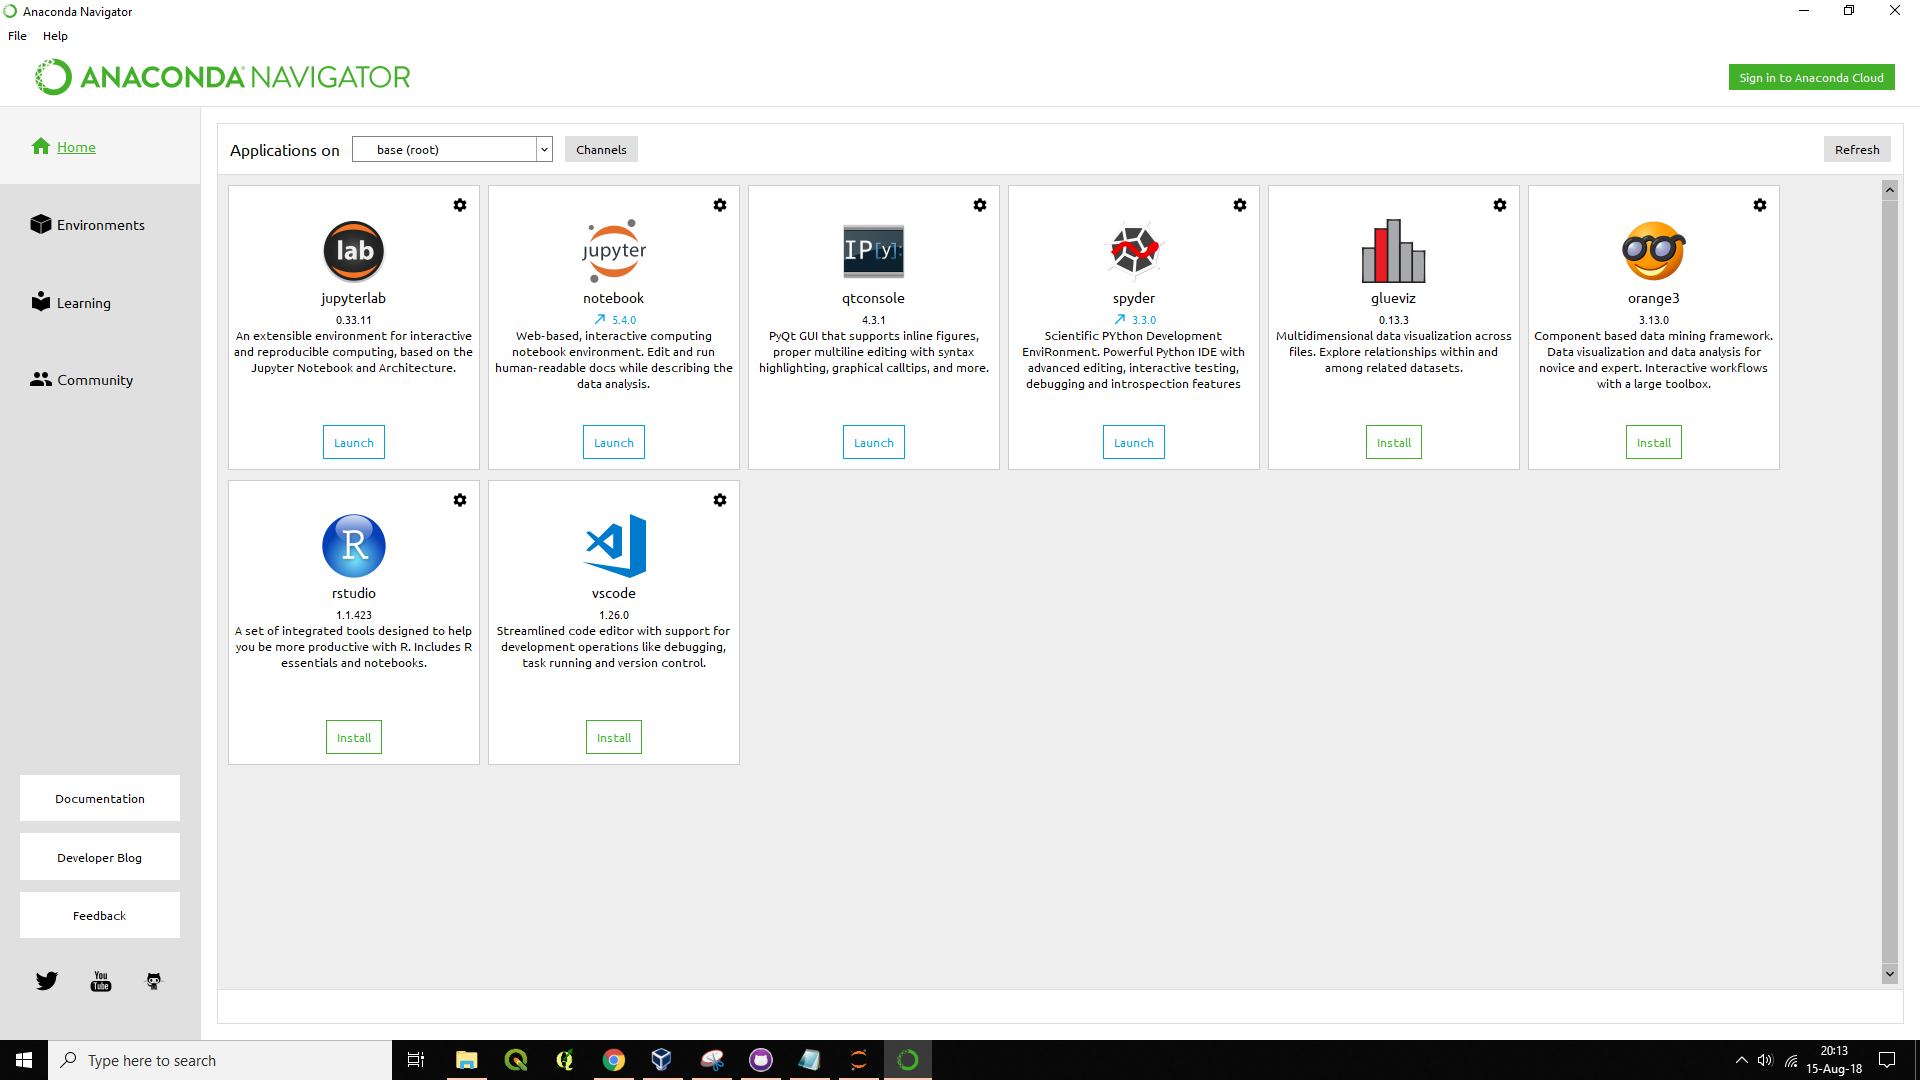 Anaconda Navigator
File Help
ANACONDA NAVIGATOR
Sign in to Anaconda Cloud
Home
Environments
Learning
Community
Applications on base (root) Channels Refresh
lab
jupyterlab
0.33.11
An extensible environment for interactive
and reproducible computing, based on the
Jupyter Notebook and Architecture.
Launch
jupyter
notebook
5.4.0
Web-based, interactive computing
notebook environment. Edit and run
human-readable docs while describing the
data analysis.
Launch
IP[y]:
qtconsole
4.3.1
PyQt GUI that supports inline figures,
proper multiline editing with syntax
highlighting, graphical calltips, and more.
Launch
spyder
3.3.0
Scientific PYthon Development
EnviRonment. Powerful Python IDE with
advanced editing, interactive testing,
debugging and introspection features
Launch
glueviz
0.13.3
Multidimensional data visualization across
files. Explore relationships within and
among related datasets.
Install
orange3
3.13.0
Component based data mining framework.
Data visualization and data analysis for
novice and expert. Interactive workflows
with a large toolbox.
Install
R
rstudio
1.1.423
A set of integrated tools designed to help
you be more productive with R. Includes R
essentials and notebooks.
Install
vscode
1.26.0
Streamlined code editor with support for
development operations like debugging,
task running and version control.
Install
Documentation
Developer Blog
Feedback
You
Tube
Type here to search
20:13
15-Aug-18